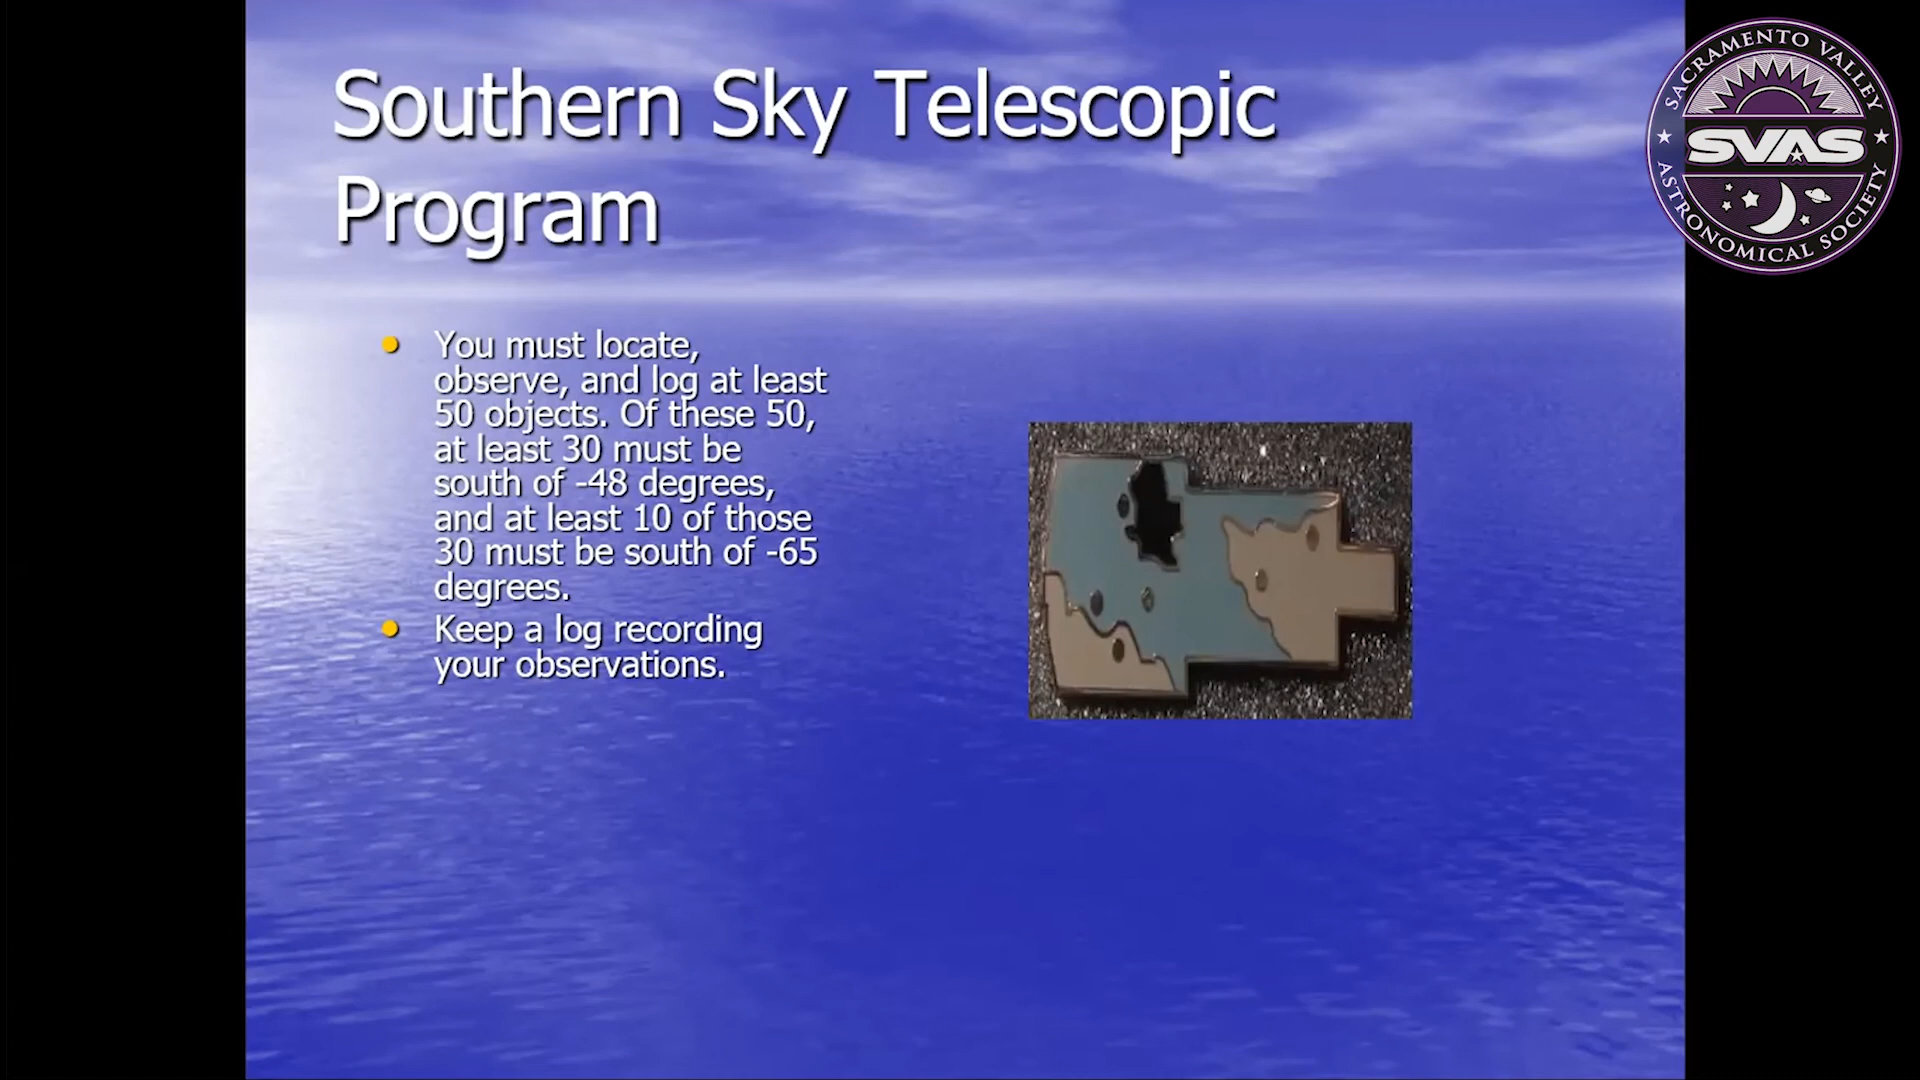 Southern Sky Telescopic
Program
• You must locate,
observe, and log at least
50 objects. Of these 50,
at least 30 must be
south of -48 degrees,
and at least 10 of those
30 must be south of -65
degrees.
• Keep a log recording
your observations.
SACRAMENTO VALLEY
SVAS
ASTRONOMICAL SOCIETY